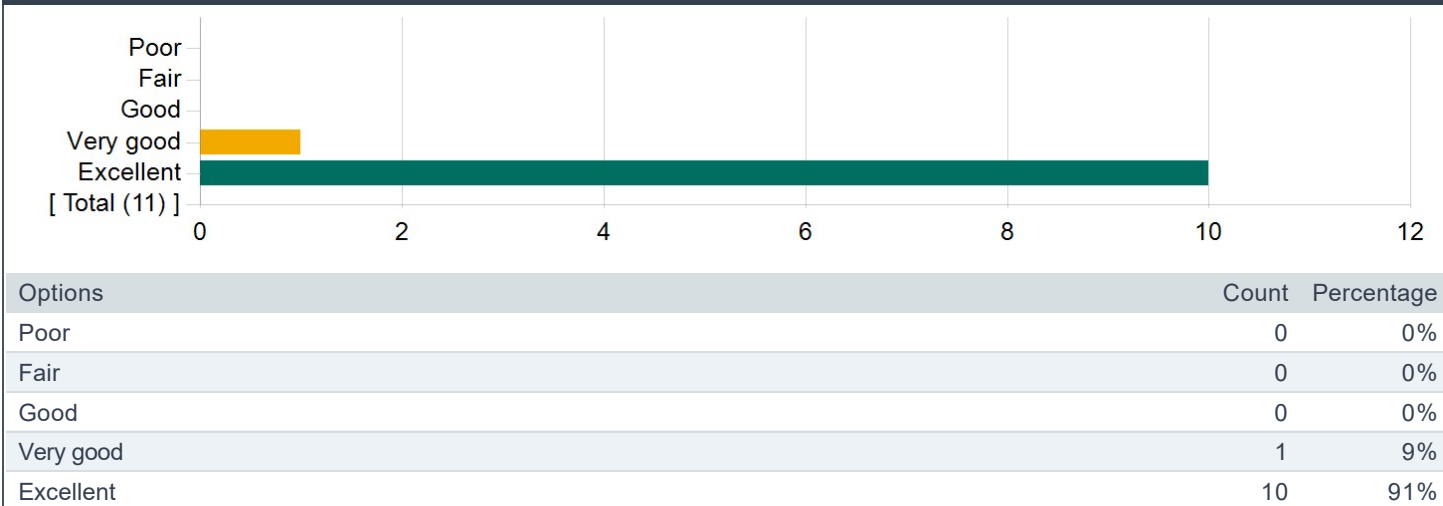 Poor
Fair
Good
Very good
Excellent
[ Total (11) ]
0 2 4 6 8 10 12
Options Count Percentage
Poor 0 0%
Fair 0 0%
Good 0 0%
Very good 1 9%
Excellent 10 91%